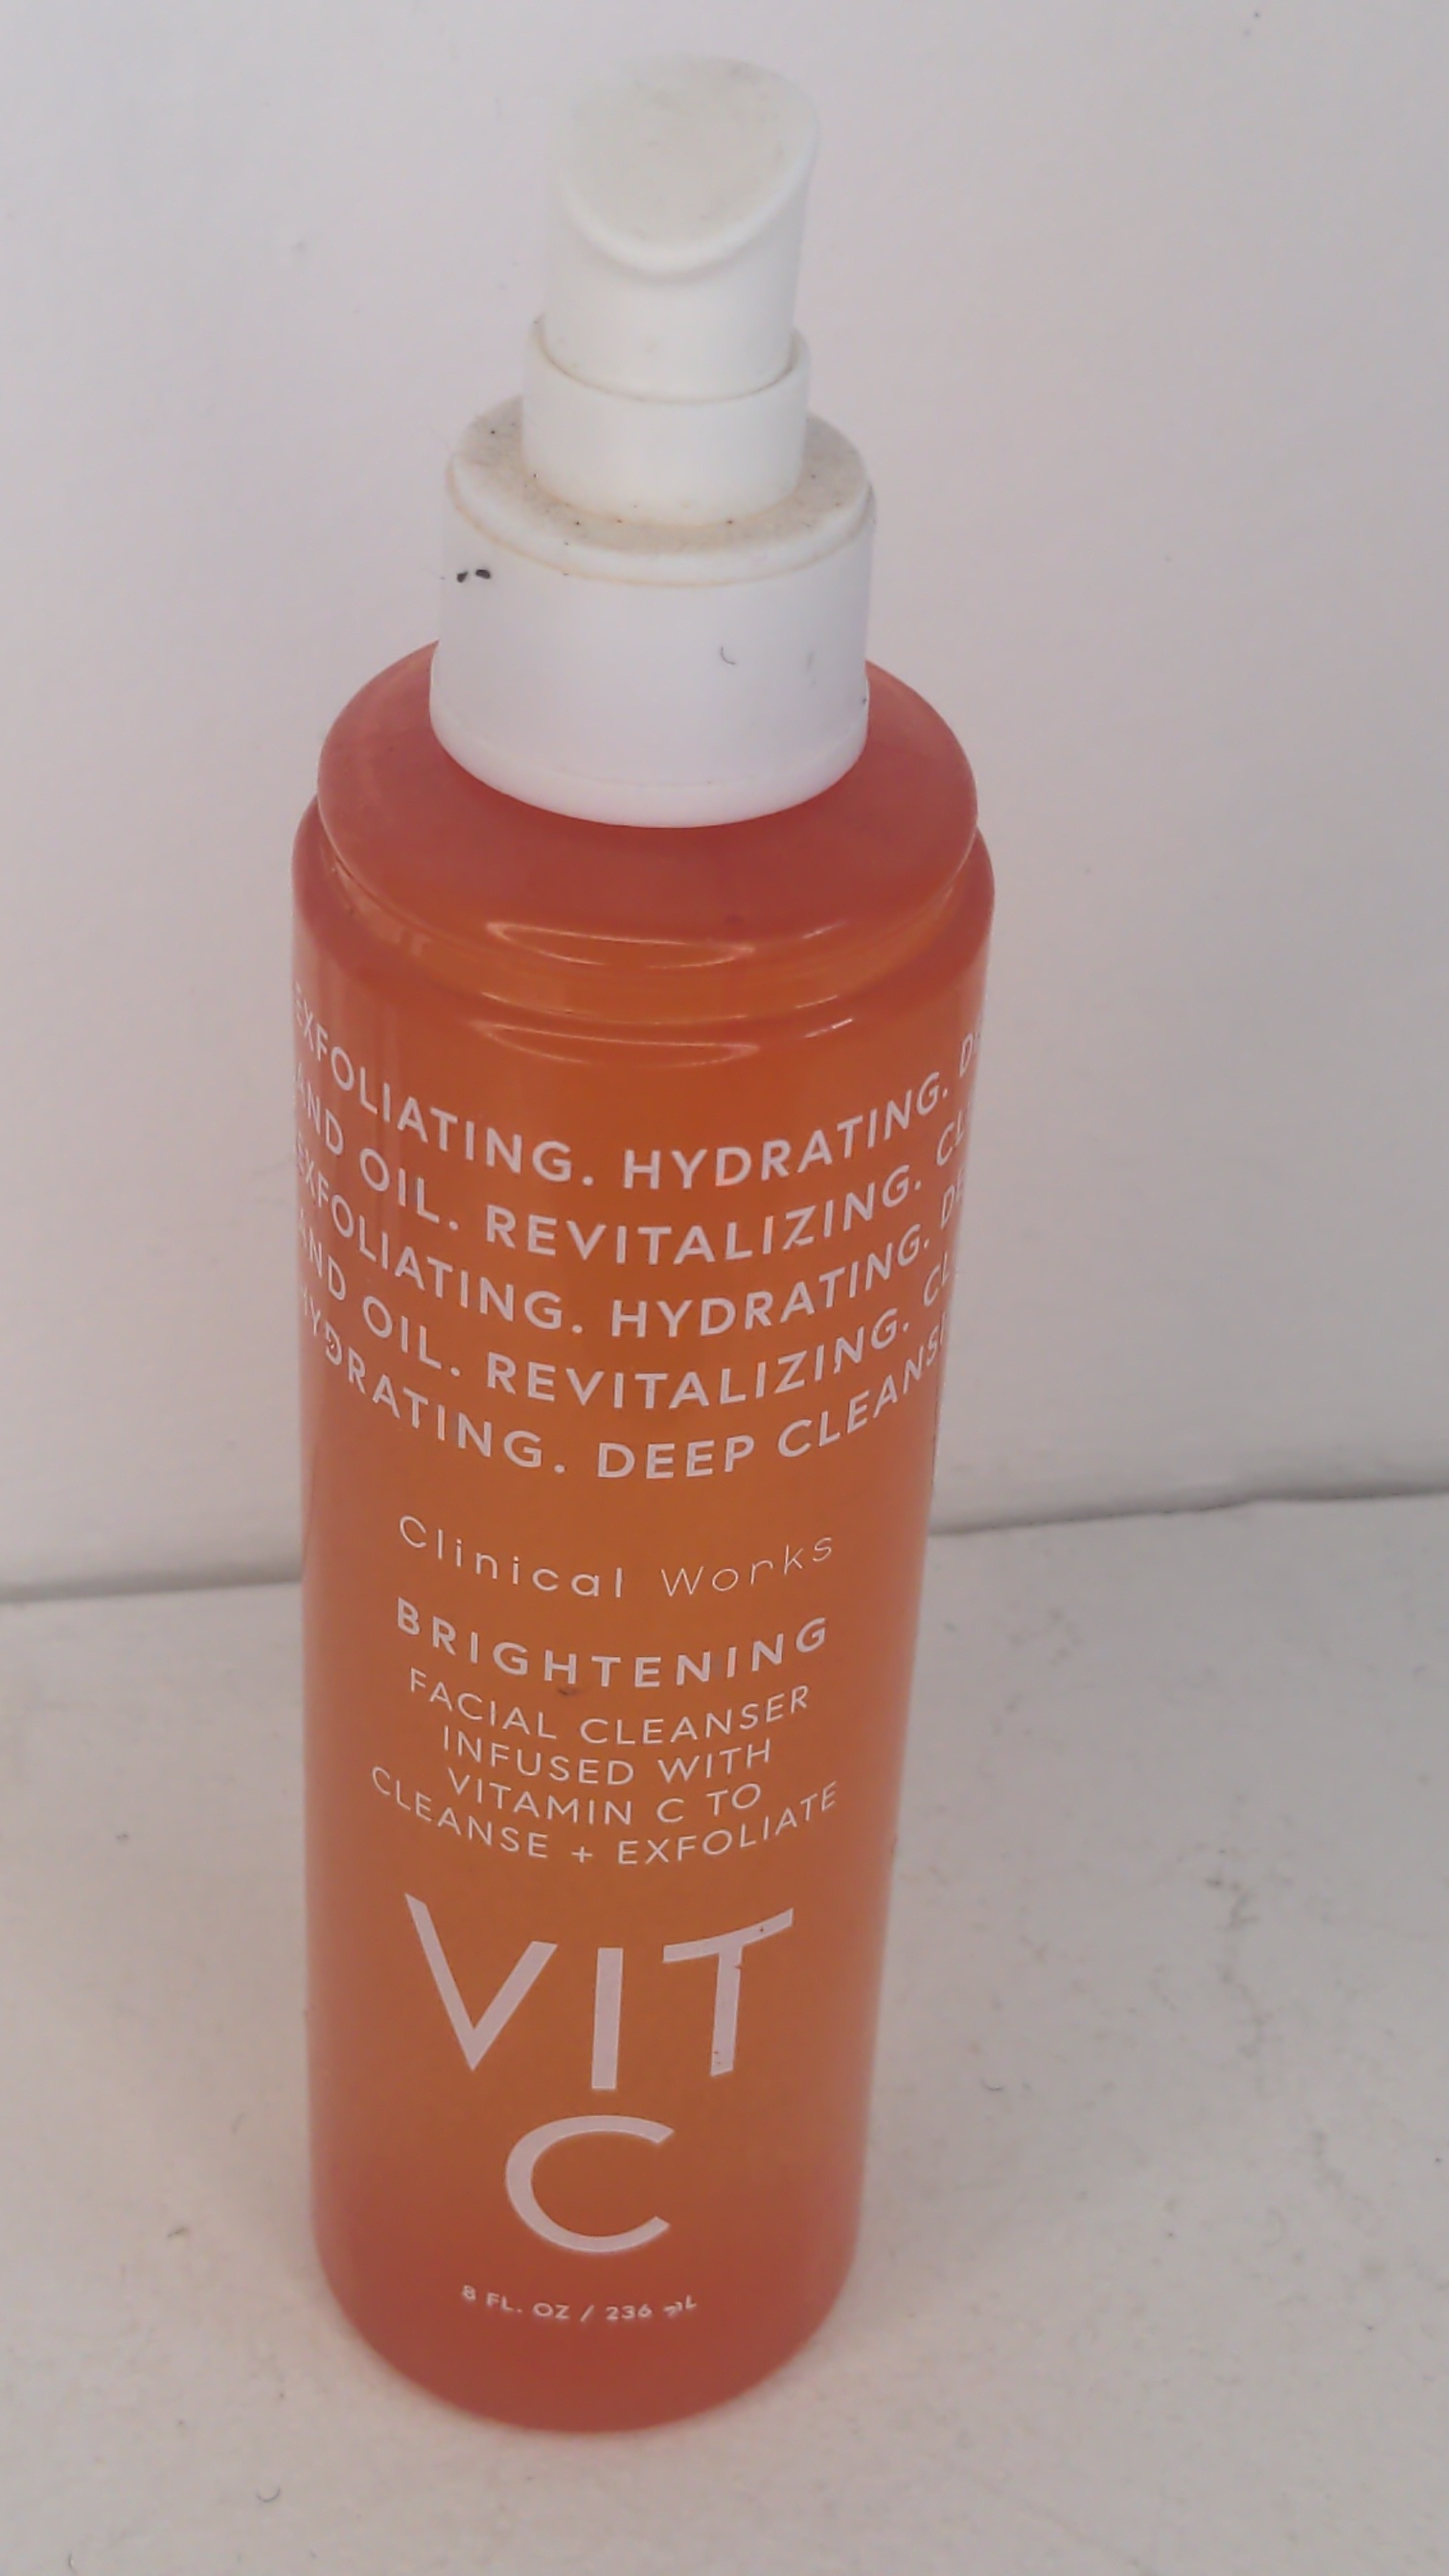 EXFOLIATING. HYDRATING.
AND OIL. REVITALIZING.
EXFOLIATING. HYDRATING.
AND OIL. REVITALIZING.
HYDRATING. DEEP
Clinical Works
BRIGHTENING
FACIAL CLEANSER
INFUSED WITH
VITAMIN C TO
CLEANSE + EXFOLIATE
VIT
C
8 FL. OZ / 236 mL